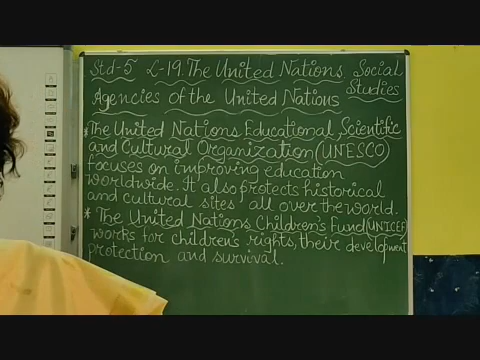 Std-5 L-19. The United Nations Social Studies
Agencies of the United Nations
*The United Nations Educational Scientific
and Cultural Organization (UNESCO)
focuses on improving education
worldwide. It also protects historical
and cultural sites all over the world.
* The United Nations Children's Fund (UNICEF)
works for children's rights, their development
protection and survival.